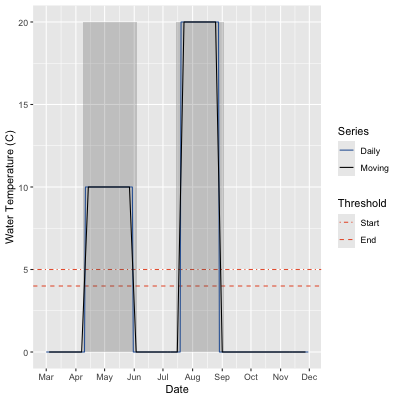 20
15
10
5
0
Water Temperature (C)
Mar Apr May Jun Jul Aug Sep Oct Nov Dec
Date
Series
Daily
Moving
Threshold
Start
End